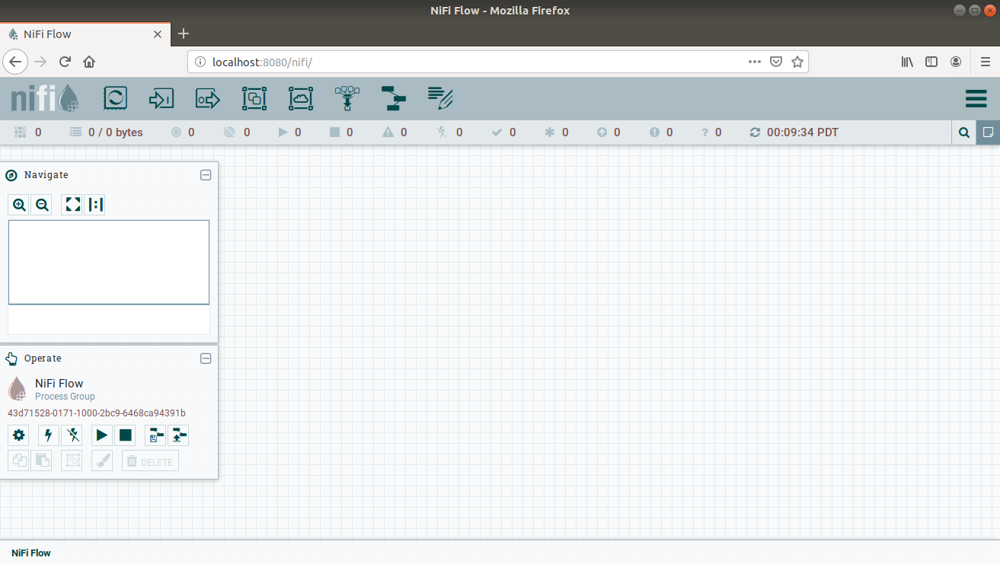 NiFi Flow - Mozilla Firefox
NiFi Flow
localhost:8080/nifi/
nifi
0 0 / 0 bytes 0 0 0 0 0 0 0 0 0 0 ? 0 00:09:34 PDT
Navigate
Operate
NiFi Flow
Process Group
43d71528-0171-1000-2bc9-6468ca94391b
DELETE
NiFi Flow